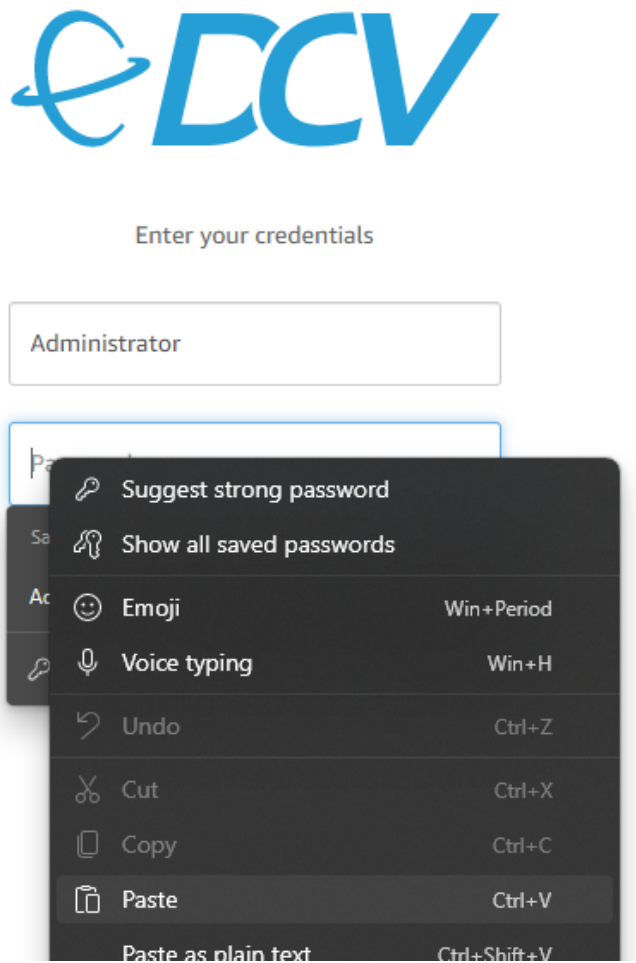 DCV
Enter your credentials
Administrator
Suggest strong password
Show all saved passwords
Emoji Win+Period
Voice typing Win+H
Undo Ctrl+Z
Cut Ctrl+X
Copy Ctrl+C
Paste Ctrl+V
Paste as plain text Ctrl+Shift+V